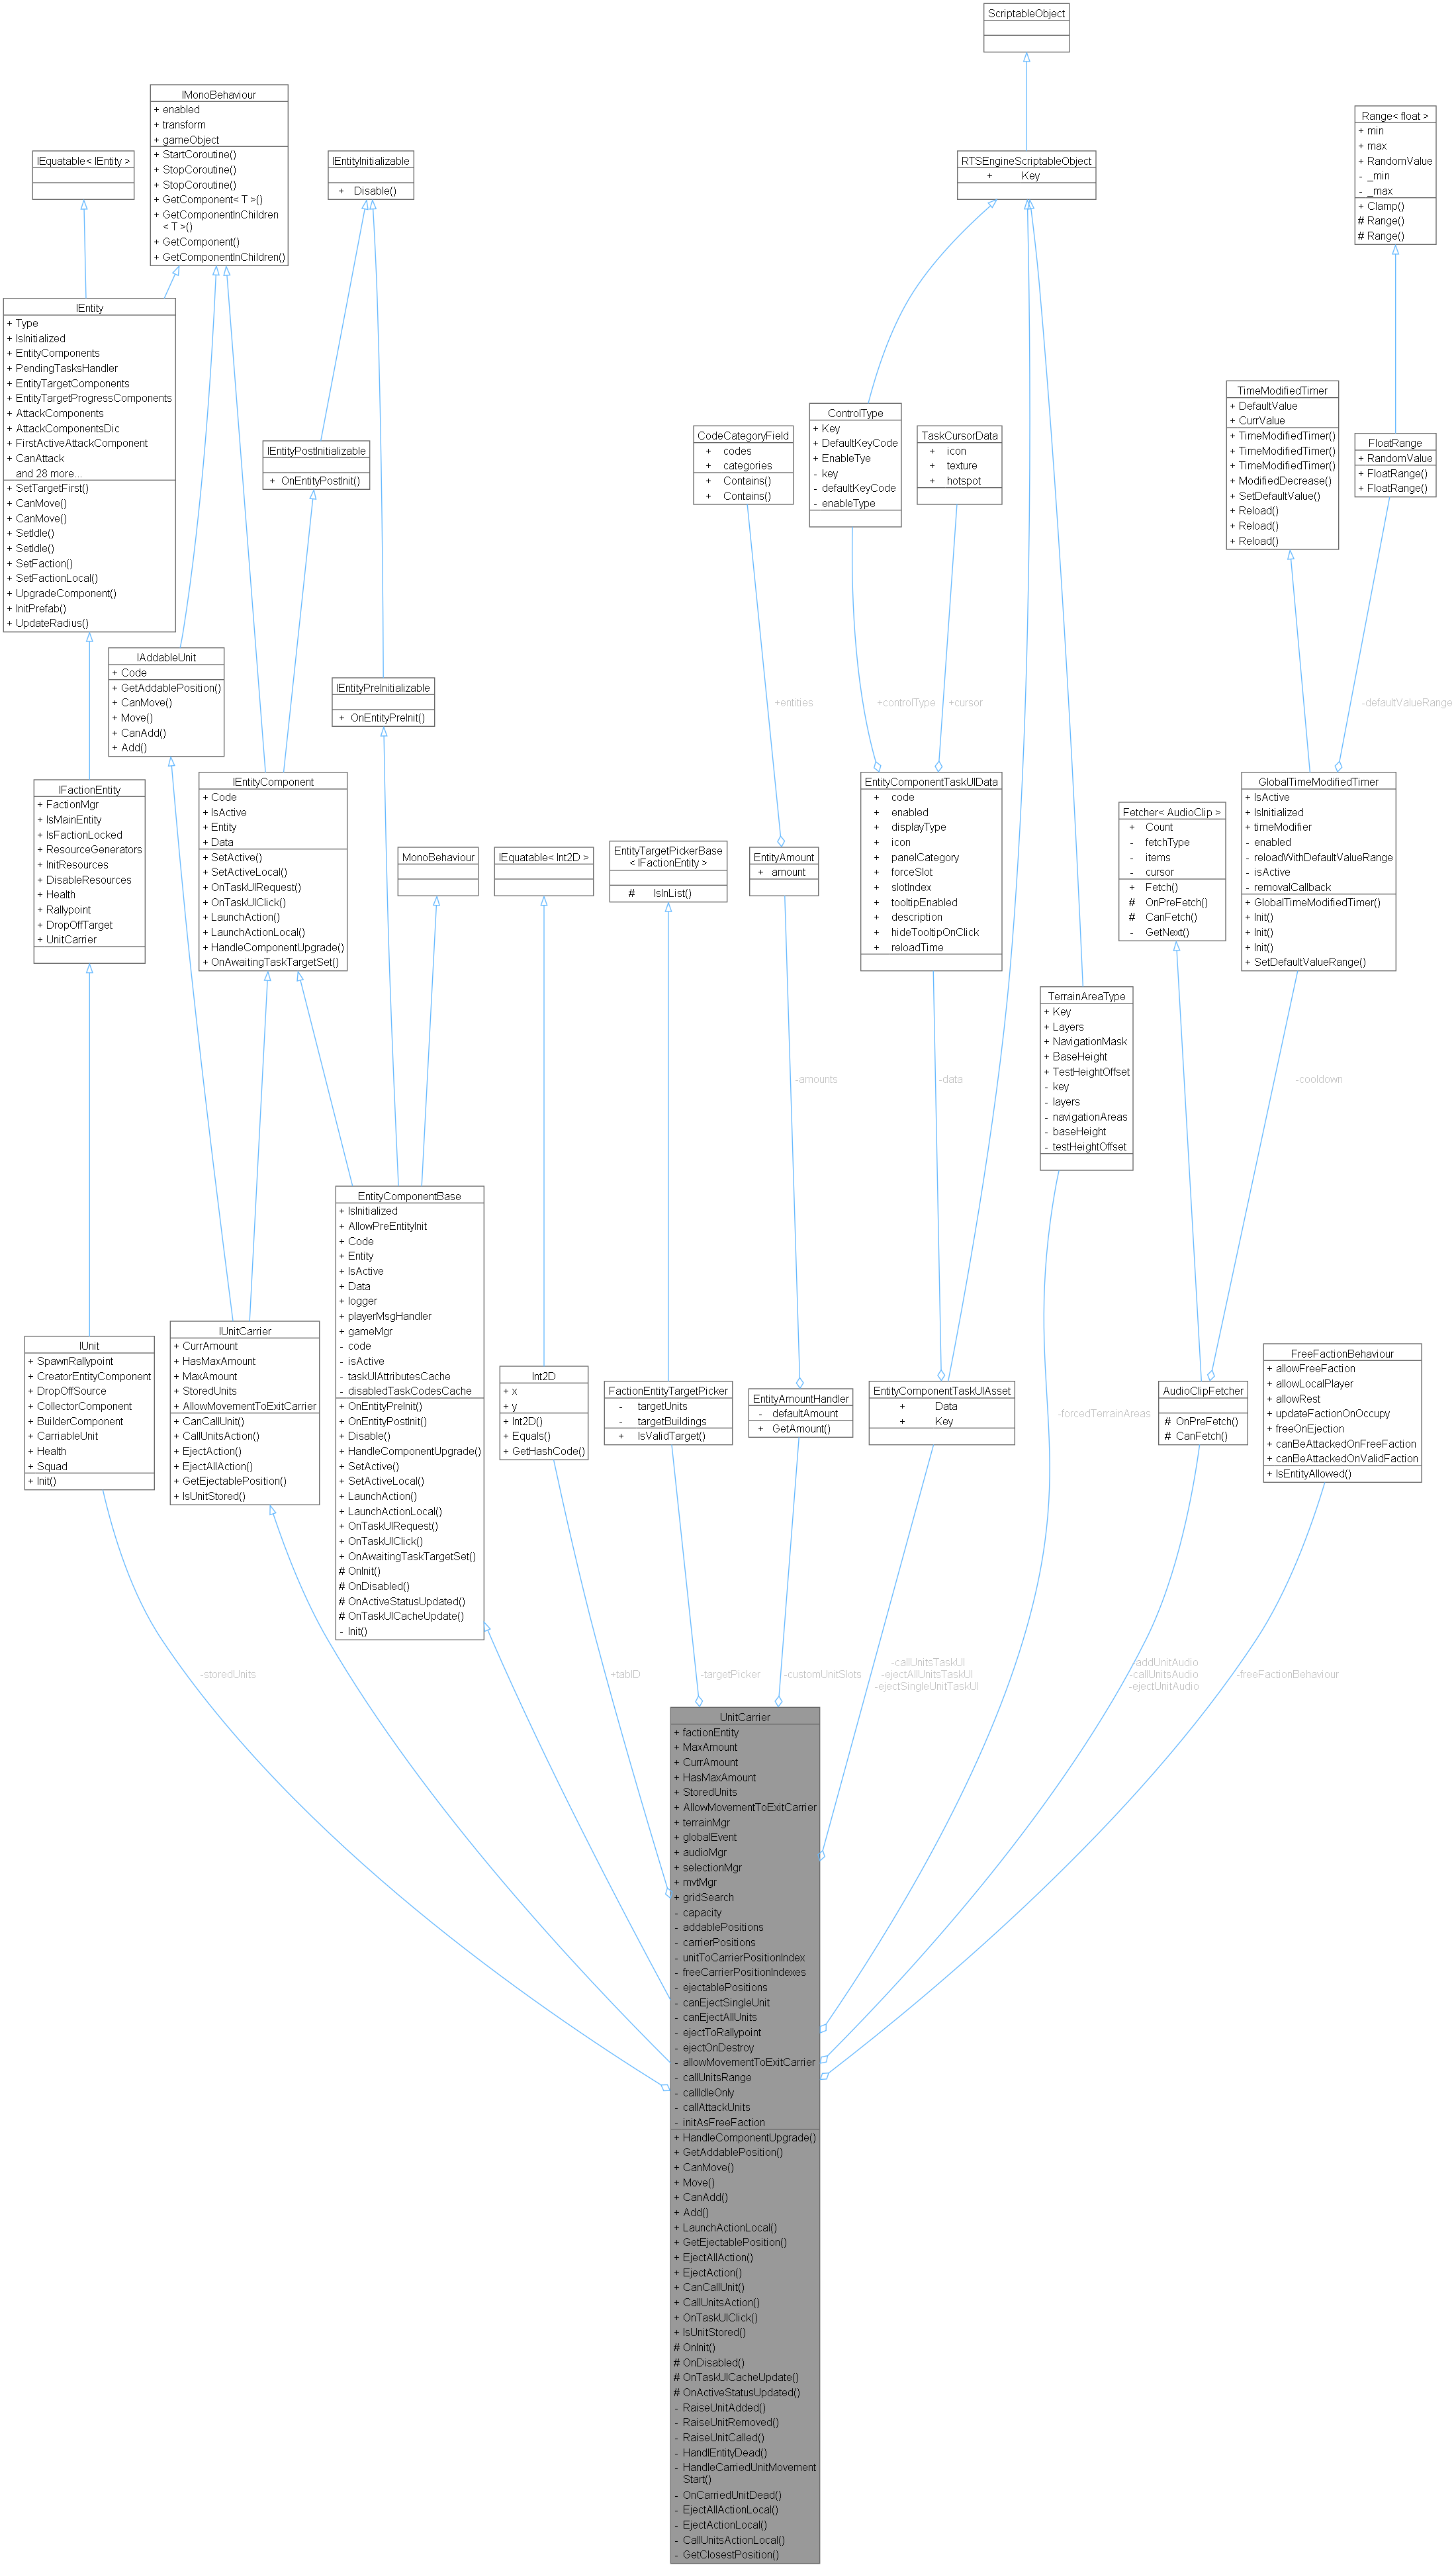 ScriptableObject
IMonoBehaviour
+ enabled
+ transform
+ gameObject
+ StartCoroutine()
+ StopCoroutine()
+ StopCoroutine()
+ GetComponent< T >()
+ GetComponentInChildren
< T >()
+ GetComponent()
+ GetComponentInChildren()
Range< float >
+ min
+ max
+ RandomValue
- _min
- _max
+ Clamp()
# Range()
# Range()
IEquatable< IEntity >
IEntityInitializable
+ Disable()
RTSEngineScriptableObject
+ Key
IEntity
+ Type
+ IsInitialized
+ EntityComponents
+ PendingTasksHandler
+ EntityTargetComponents
+ EntityTargetProgressComponents
+ AttackComponents
+ AttackComponentsDic
+ FirstActiveAttackComponent
+ CanAttack
and 28 more...
+ SetTargetFirst()
+ CanMove()
+ CanMove()
+ SetIdle()
+ SetIdle()
+ SetFaction()
+ SetFactionLocal()
+ UpgradeComponent()
+ InitPrefab()
+ UpdateRadius()
TimeModifiedTimer
+ DefaultValue
+ CurrValue
+ TimeModifiedTimer()
+ TimeModifiedTimer()
+ TimeModifiedTimer()
+ ModifiedDecrease()
+ SetDefaultValue()
+ Reload()
+ Reload()
+ Reload()
ControlType
+ Key
+ DefaultKeyCode
+ EnableTye
- key
- defaultKeyCode
- enableType
CodeCategoryField
+ codes
+ categories
+ Contains()
+ Contains()
TaskCursorData
+ icon
+ texture
+ hotspot
FloatRange
+ RandomValue
+ FloatRange()
+ FloatRange()
IEntityPostInitializable
+ OnEntityPostInit()
IAddableUnit
+ Code
+ GetAddablePosition()
+ CanMove()
+ Move()
+ CanAdd()
+ Add()
IEntityPreInitializable
+ OnEntityPreInit()
+entities
+controlType
+cursor
-defaultValueRange
IFactionEntity
+ FactionMgr
+ IsMainEntity
+ IsFactionLocked
+ ResourceGenerators
+ InitResources
+ DisableResources
+ Health
+ Rallypoint
+ DropOffTarget
+ UnitCarrier
IEntityComponent
+ Code
+ IsActive
+ Entity
+ Data
+ SetActive()
+ SetActiveLocal()
+ OnTaskUIRequest()
+ OnTaskUIClick()
+ LaunchAction()
+ LaunchActionLocal()
+ HandleComponentUpgrade()
+ OnAwaitingTaskTargetSet()
MonoBehaviour
IEquatable< Int2D >
EntityTargetPickerBase
< IFactionEntity >
# IsInList()
EntityAmount
+ amount
EntityComponentTaskUIData
+ code
+ enabled
+ displayType
+ icon
+ panelCategory
+ forceSlot
+ slotIndex
+ tooltipEnabled
+ description
+ hideTooltipOnClick
+ reloadTime
Fetcher< AudioClip >
+ Count
- fetchType
- items
- cursor
+ Fetch()
# OnPreFetch()
# CanFetch()
- GetNext()
GlobalTimeModifiedTimer
+ IsActive
+ IsInitialized
+ timeModifier
- enabled
- reloadWithDefaultValueRange
- isActive
- removalCallback
+ GlobalTimeModifiedTimer()
+ Init()
+ Init()
+ Init()
+ SetDefaultValueRange()
TerrainAreaType
+ Key
+ Layers
+ NavigationMask
+ BaseHeight
+ TestHeightOffset
- key
- layers
- navigationAreas
- baseHeight
- testHeightOffset
-amounts
-data
-cooldown
EntityComponentBase
+ IsInitialized
+ AllowPreEntityInit
+ Code
+ Entity
+ IsActive
+ Data
+ logger
+ playerMsgHandler
+ gameMgr
- code
- isActive
- taskUIAttributesCache
- disabledTaskCodesCache
+ OnEntityPreInit()
+ OnEntityPostInit()
+ Disable()
+ HandleComponentUpgrade()
+ SetActive()
+ SetActiveLocal()
+ LaunchAction()
+ LaunchActionLocal()
+ OnTaskUIRequest()
+ OnTaskUIClick()
+ OnAwaitingTaskTargetSet()
# OnInit()
# OnDisabled()
# OnActiveStatusUpdated()
# OnTaskUICacheUpdate()
- Init()
IUnit
+ SpawnRallypoint
+ CreatorEntityComponent
+ DropOffSource
+ CollectorComponent
+ BuilderComponent
+ CarriableUnit
+ Health
+ Squad
+ Init()
IUnitCarrier
+ CurrAmount
+ HasMaxAmount
+ MaxAmount
+ StoredUnits
+ AllowMovementToExitCarrier
+ CanCallUnit()
+ CallUnitsAction()
+ EjectAction()
+ EjectAllAction()
+ GetEjectablePosition()
+ IsUnitStored()
Int2D
+ x
+ y
+ Int2D()
+ Equals()
+ GetHashCode()
FactionEntityTargetPicker
- targetUnits
- targetBuildings
+ IsValidTarget()
EntityAmountHandler
- defaultAmount
+ GetAmount()
EntityComponentTaskUIAsset
+ Data
+ Key
-forcedTerrainAreas
AudioClipFetcher
# OnPreFetch()
# CanFetch()
FreeFactionBehaviour
+ allowFreeFaction
+ allowLocalPlayer
+ allowRest
+ updateFactionOnOccupy
+ freeOnEjection
+ canBeAttackedOnFreeFaction
+ canBeAttackedOnValidFaction
+ IsEntityAllowed()
-storedUnits
+tabID
-targetPicker
-customUnitSlots
-callUnitsTaskUI
-ejectAllUnitsTaskUI
-ejectSingleUnitTaskUI
-addUnitAudio
-callUnitsAudio
-ejectUnitAudio
-freeFactionBehaviour
UnitCarrier
+ factionEntity
+ MaxAmount
+ CurrAmount
+ HasMaxAmount
+ StoredUnits
+ AllowMovementToExitCarrier
+ terrainMgr
+ globalEvent
+ audioMgr
+ selectionMgr
+ mvtMgr
+ gridSearch
- capacity
- addablePositions
- carrierPositions
- unitToCarrierPositionIndex
- freeCarrierPositionIndexes
- ejectablePositions
- canEjectSingleUnit
- canEjectAllUnits
- ejectToRallypoint
- ejectOnDestroy
- allowMovementToExitCarrier
- callUnitsRange
- callIdleOnly
- callAttackUnits
- initAsFreeFaction
+ HandleComponentUpgrade()
+ GetAddablePosition()
+ CanMove()
+ Move()
+ CanAdd()
+ Add()
+ LaunchActionLocal()
+ GetEjectablePosition()
+ EjectAllAction()
+ EjectAction()
+ CanCallUnit()
+ CallUnitsAction()
+ OnTaskUIClick()
+ IsUnitStored()
# OnInit()
# OnDisabled()
# OnTaskUICacheUpdate()
# OnActiveStatusUpdated()
- RaiseUnitAdded()
- RaiseUnitRemoved()
- RaiseUnitCalled()
- HandlEntityDead()
- HandleCarriedUnitMovement
Start()
- OnCarriedUnitDead()
- EjectAllActionLocal()
- EjectActionLocal()
- CallUnitsActionLocal()
- GetClosestPosition()